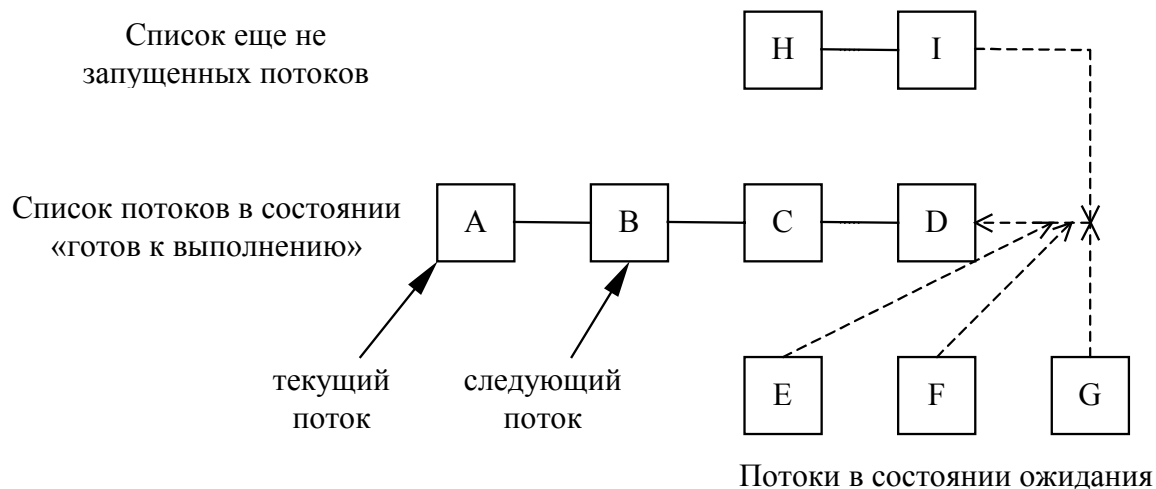 Список еще не
запущенных потоков
H
I
Список потоков в состоянии
«готов к выполнению»
A
B
C
D
текущий
поток
следующий
поток
E
F
G
Потоки в состоянии ожидания